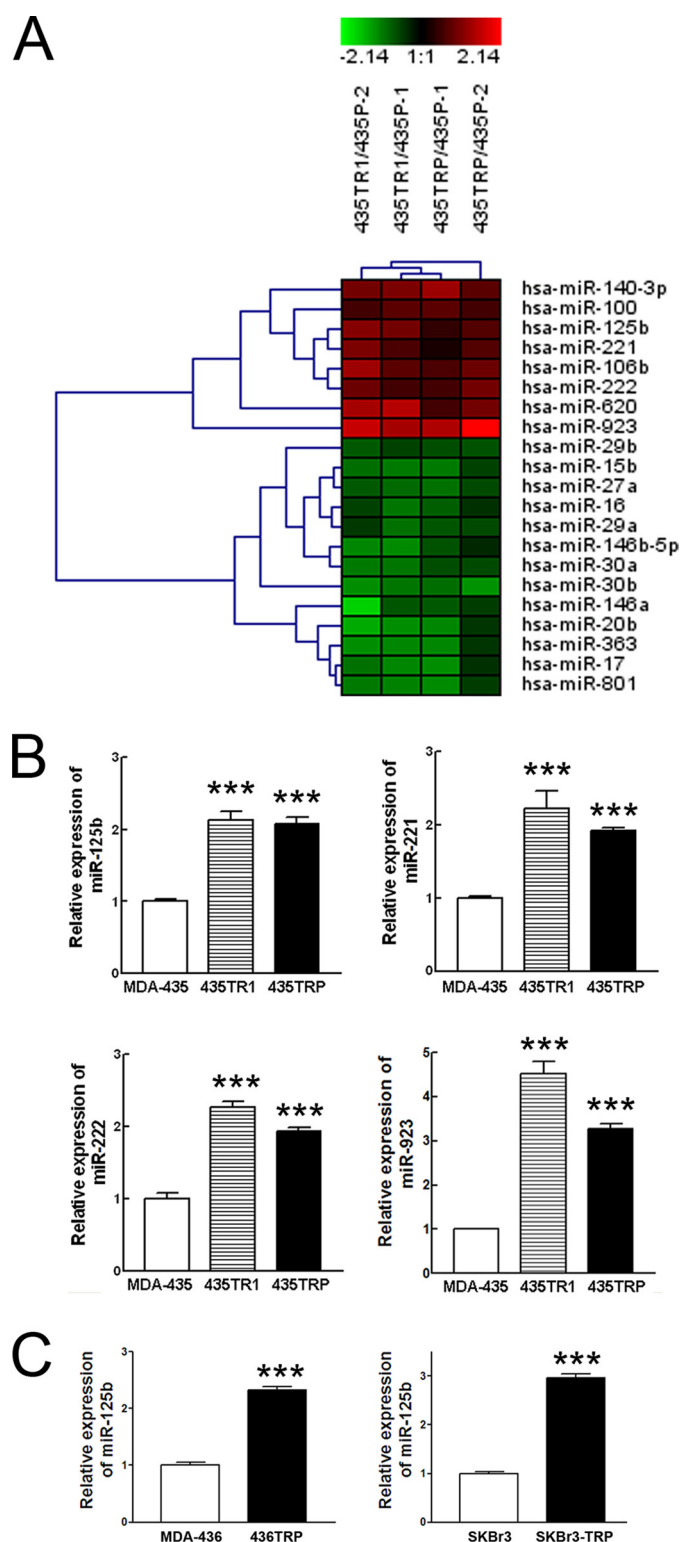 A
-2.14 1:1 2.14
435TR1/435P-2
435TR1/435P-1
435TRP/435P-1
435TRP/435P-2
hsa-miR-140-3p
hsa-miR-100
hsa-miR-125b
hsa-miR-221
hsa-miR-106b
hsa-miR-222
hsa-miR-620
hsa-miR-923
hsa-miR-29b
hsa-miR-15b
hsa-miR-27a
hsa-miR-16
hsa-miR-29a
hsa-miR-146b-5p
hsa-miR-30a
hsa-miR-30b
hsa-miR-146a
hsa-miR-20b
hsa-miR-363
hsa-miR-17
hsa-miR-801
B
Relative expression of
miR-125b
3
2
1
0
*** ***
MDA-435 435TR1 435TRP
Relative expression of
miR-221
3
2
1
0
***
***
MDA-435 435TR1 435TRP
Relative expression of
miR-222
3
2
1
0
***
***
MDA-435 435TR1 435TRP
Relative expression of
miR-923
5
4
3
2
1
0
***
***
MDA-435 435TR1 435TRP
C
Relative expression
of miR-125b
3
2
1
0
***
MDA-436 436TRP
Relative expression
of miR-125b
3
2
1
0
***
SKBr3 SKBr3-TRP